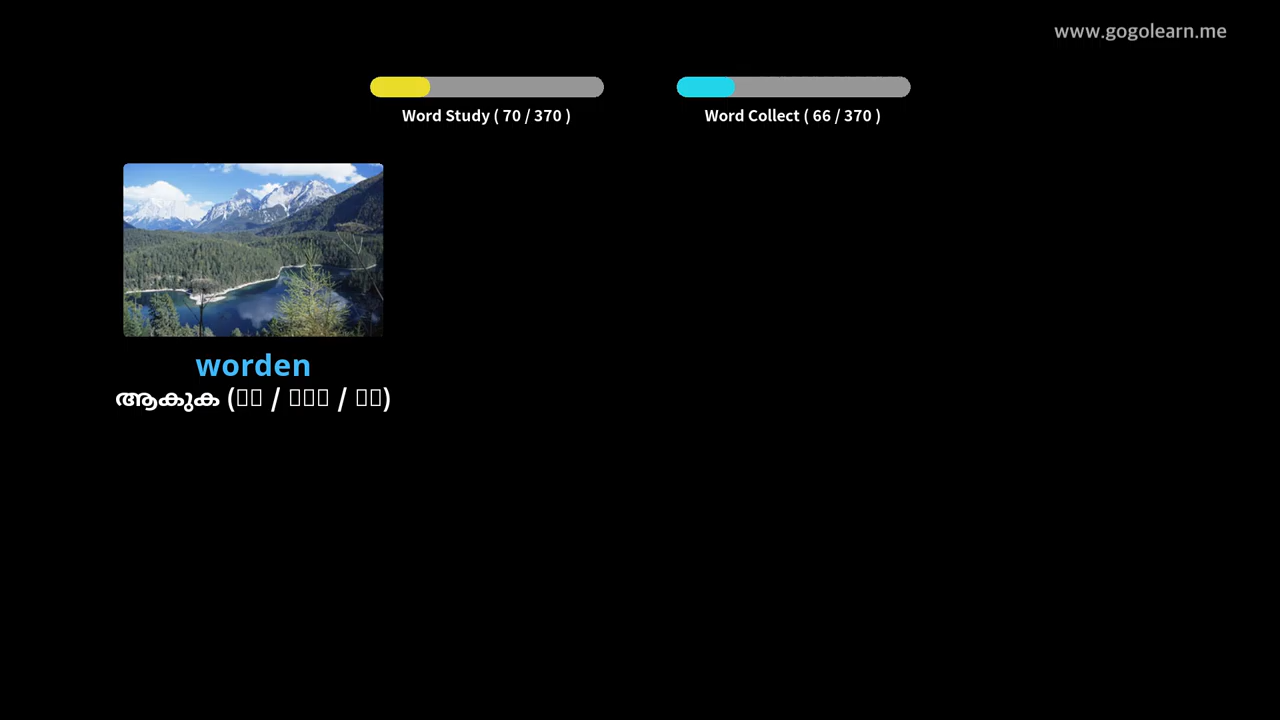 www.gogolearn.me
Word Study ( 70 / 370 )
Word Collect ( 66 / 370 )
worden
ആകുക (▯▯ / ▯▯▯ / ▯▯)